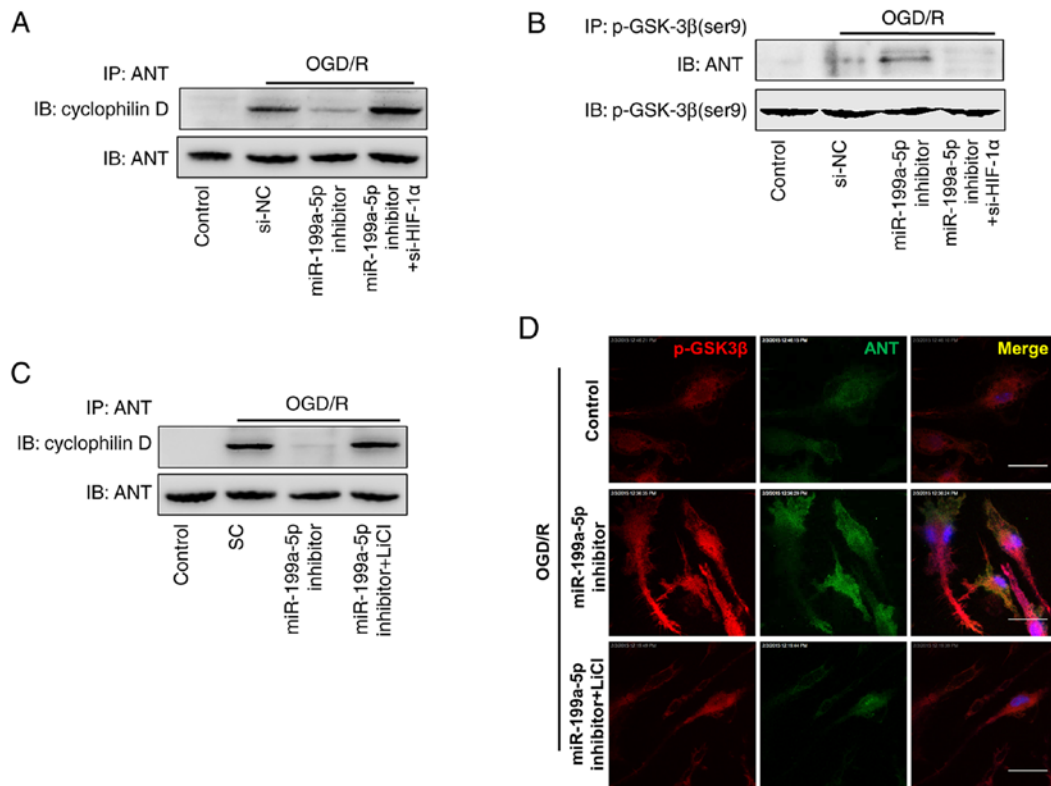 A
OGD/R
IP: ANT
IB: cyclophilin D
IB: ANT
Control
si-NC
miR-199a-5p
inhibitor
miR-199a-5p
inhibitor
+si-HIF-1α
B
OGD/R
IP: p-GSK-3β(ser9)
IB: ANT
IB: p-GSK-3β(ser9)
Control
si-NC
miR-199a-5p
inhibitor
miR-199a-5p
inhibitor
+si-HIF-1α
C
OGD/R
IP: ANT
IB: cyclophilin D
IB: ANT
Control
SC
miR-199a-5p
inhibitor
miR-199a-5p
inhibitor+LiCl
D
p-GSK3β
ANT
Merge
OGD/R
Control
miR-199a-5p
inhibitor
miR-199a-5p
inhibitor+LiCl